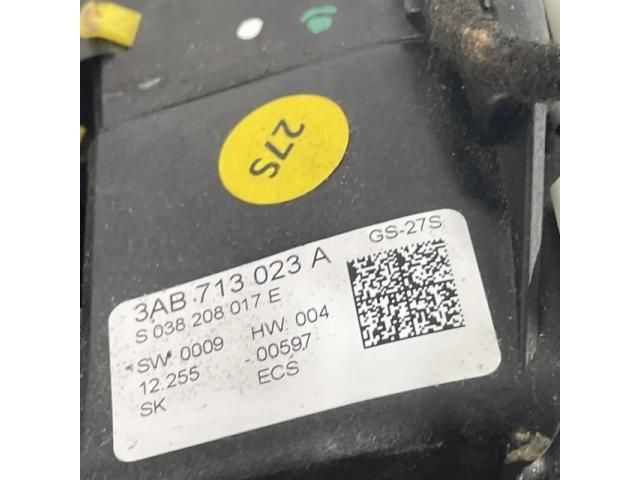 27S
GS-27S
3AB 713 023 A
S 038 208 017 E
SW: 0009 HW: 004
12.255 00597
SK ECS